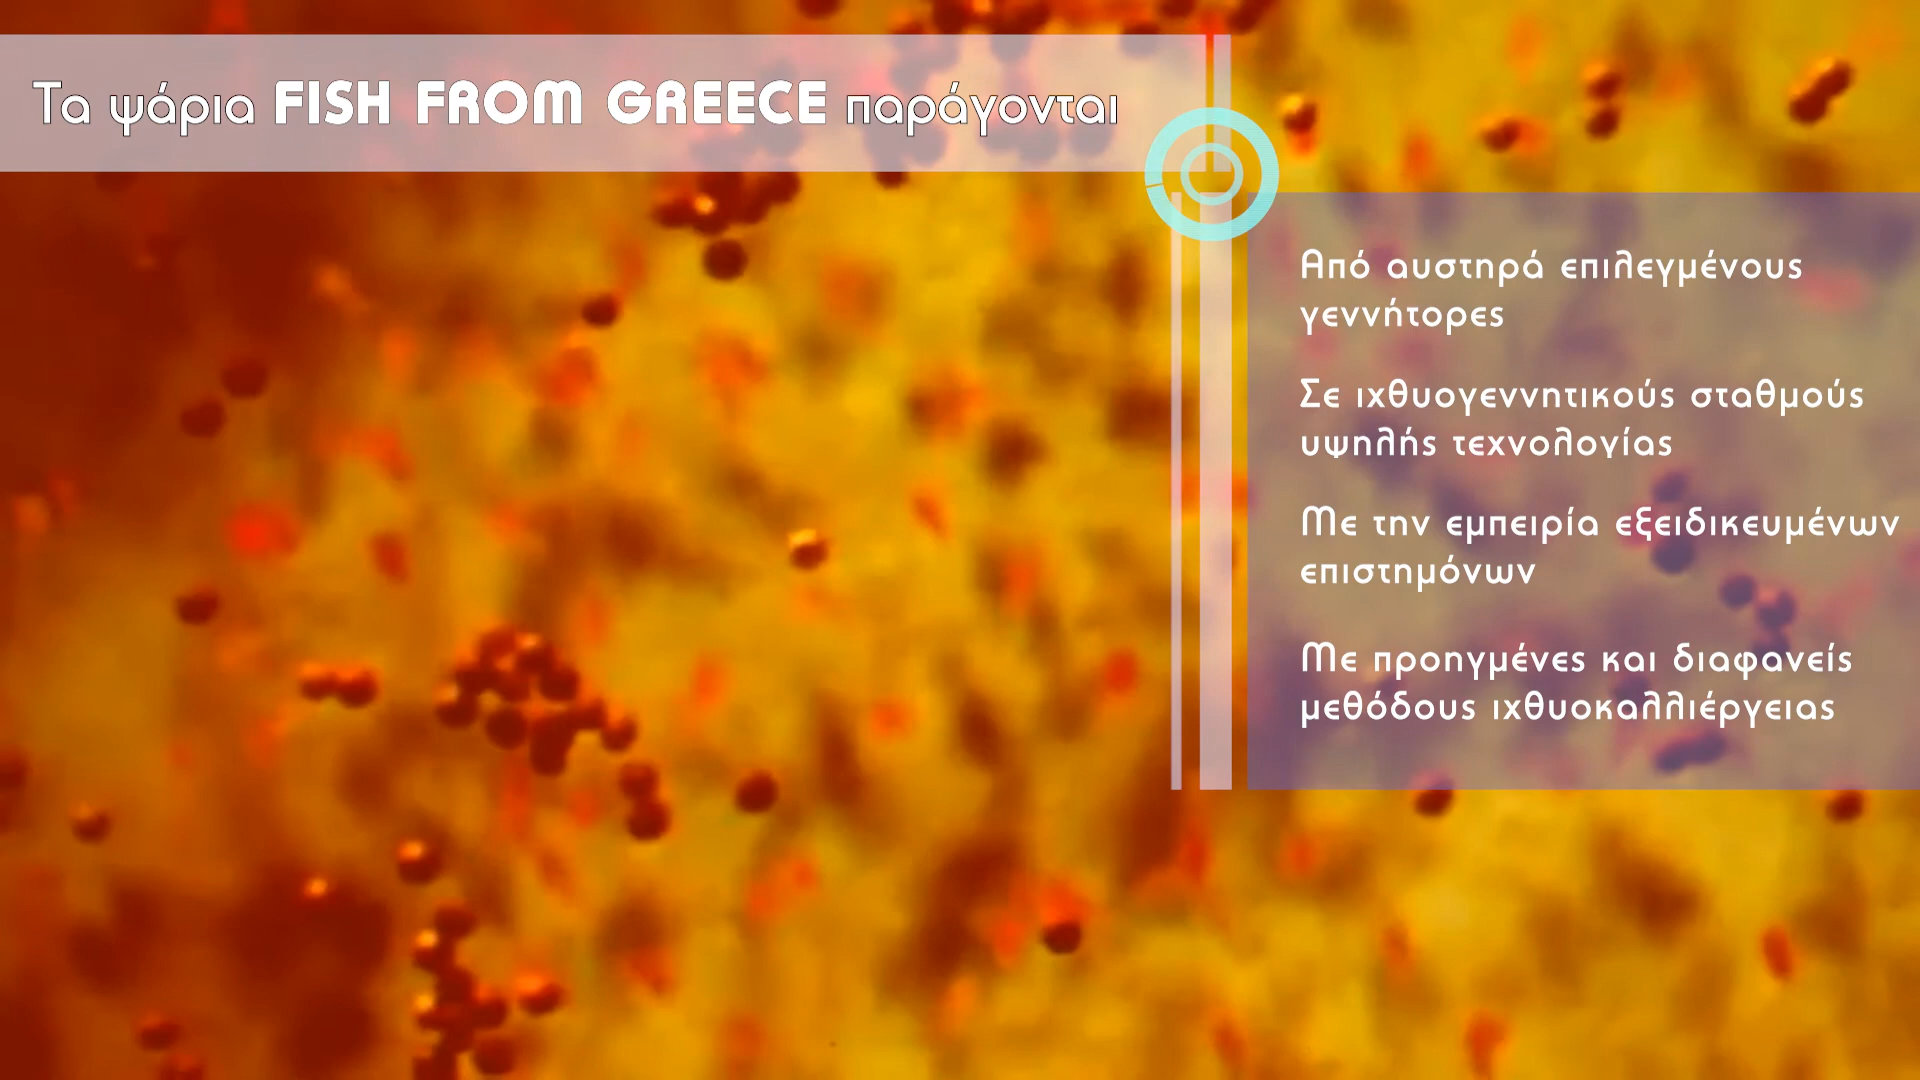 Τα ψάρια FISH FROM GREECE παράγονται
Από αυστηρά επιλεγμένους
γεννήτορες
Σε ιχθυογεννητικούς σταθμούς
υψηλής τεχνολογίας
Με την εμπειρία εξειδικευμένων
επιστημόνων
Με προηγμένες και διαφανείς
μεθόδους ιχθυοκαλλιέργειας